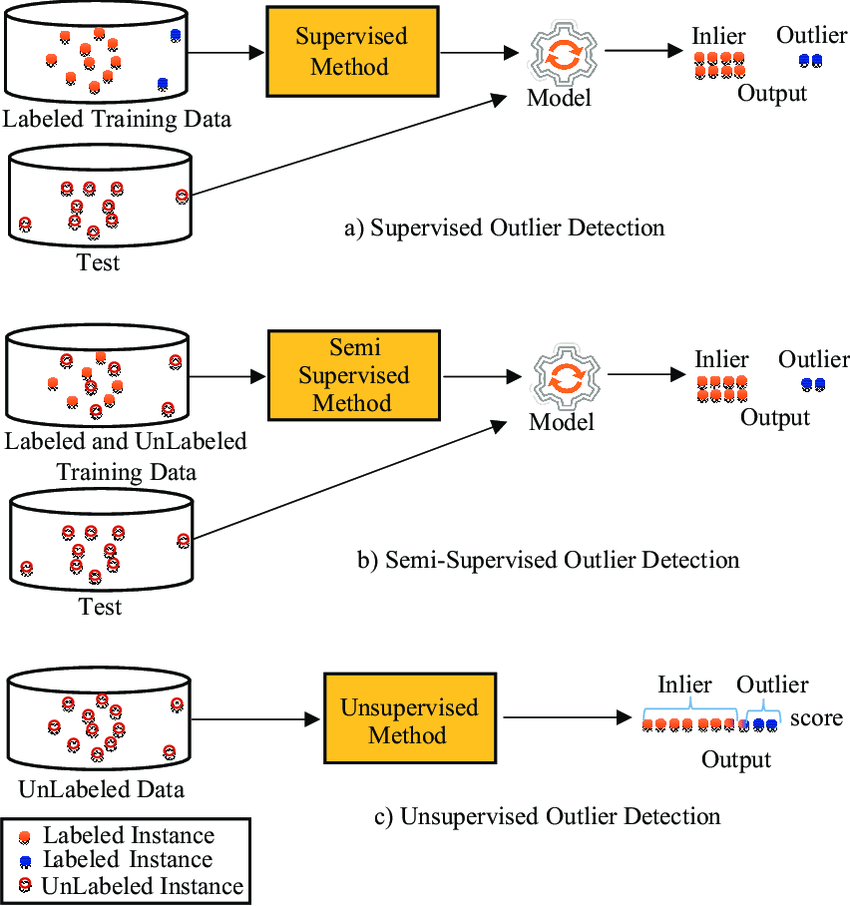 Supervised
Method
Inlier
Outlier
Model
Output
Labeled Training Data
Test
a) Supervised Outlier Detection
Semi
Supervised
Method
Inlier
Outlier
Model
Output
Labeled and UnLabeled
Training Data
Test
b) Semi-Supervised Outlier Detection
Unsupervised
Method
Inlier
Outlier
score
Output
UnLabeled Data
c) Unsupervised Outlier Detection
Labeled Instance
Labeled Instance
UnLabeled Instance